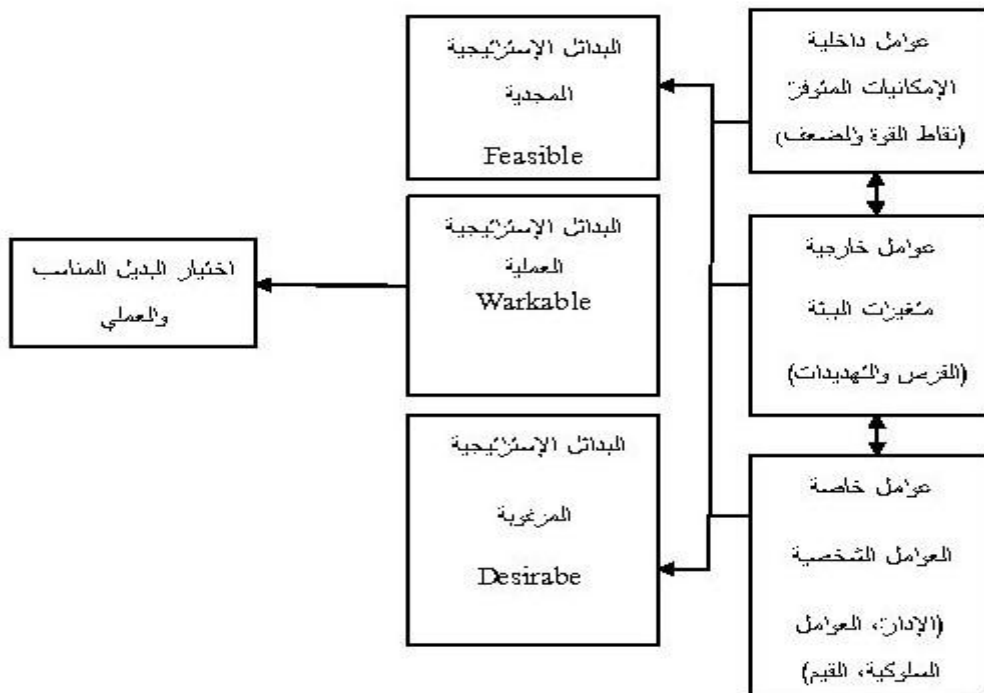 عوامل داخلية
الإمكانيات المتوفرة
(نقاط القوة والضعف)
عوامل خارجية
متغيرات البيئة
(الفرص والتهديدات)
عوامل خاصة
العوامل الشخصية
(الإدارة، العوامل
السلوكية، القيم)
البدائل الإستراتيجية
المجدية
Feasible
البدائل الإستراتيجية
العملية
Warkable
البدائل الإستراتيجية
المرغوبة
Desirabe
اختيار البديل المناسب
والعملي